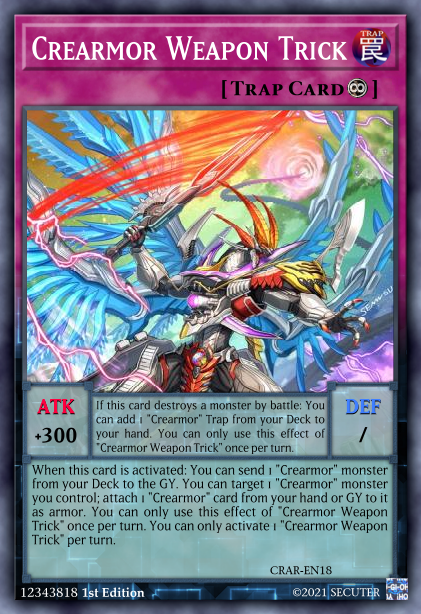 Crearmor Weapon Trick
TRAP
罠
[Trap Card]
SENN-SU
ATK
+300
If this card destroys a monster by battle: You
can add 1 "Crearmor" Trap from your Deck to
your hand. You can only use this effect of
"Crearmor Weapon Trick" once per turn.
DEF
/
When this card is activated: You can send 1 "Crearmor" monster
from your Deck to the GY. You can target 1 "Crearmor" monster
you control; attach 1 "Crearmor" card from your hand or GY to it
as armor. You can only use this effect of "Crearmor Weapon
Trick" once per turn. You can only activate 1 "Crearmor Weapon
Trick" per turn.
CRAR-EN18
12343818 1st Edition
©2021 SECUTER